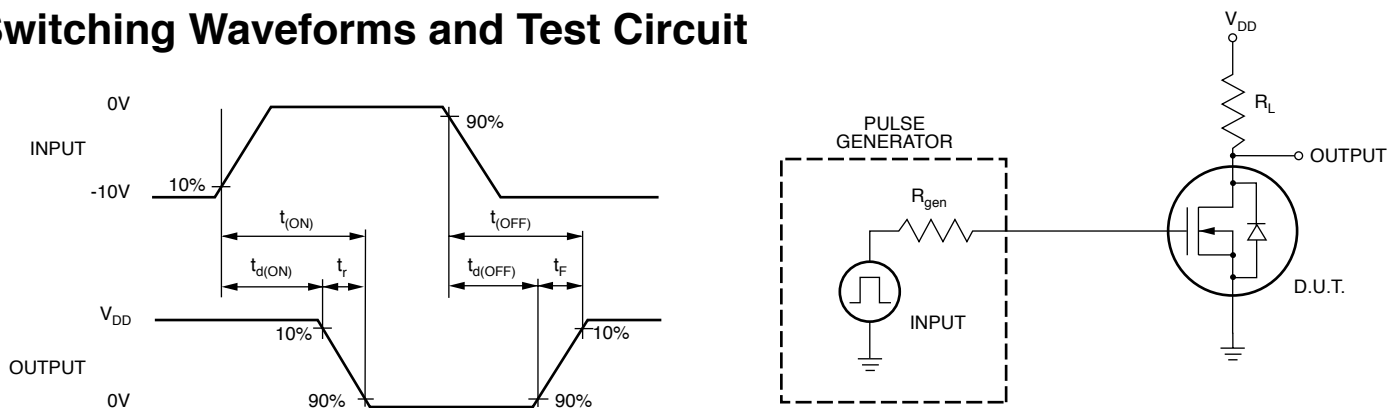 Switching Waveforms and Test Circuit
0V
INPUT
-10V
10%
90%
t(ON)
t(OFF)
td(ON)
tr
td(OFF)
tF
VDD
10%
10%
OUTPUT
0V
90%
90%
VDD
RL
PULSE
GENERATOR
OUTPUT
Rgen
D.U.T.
INPUT